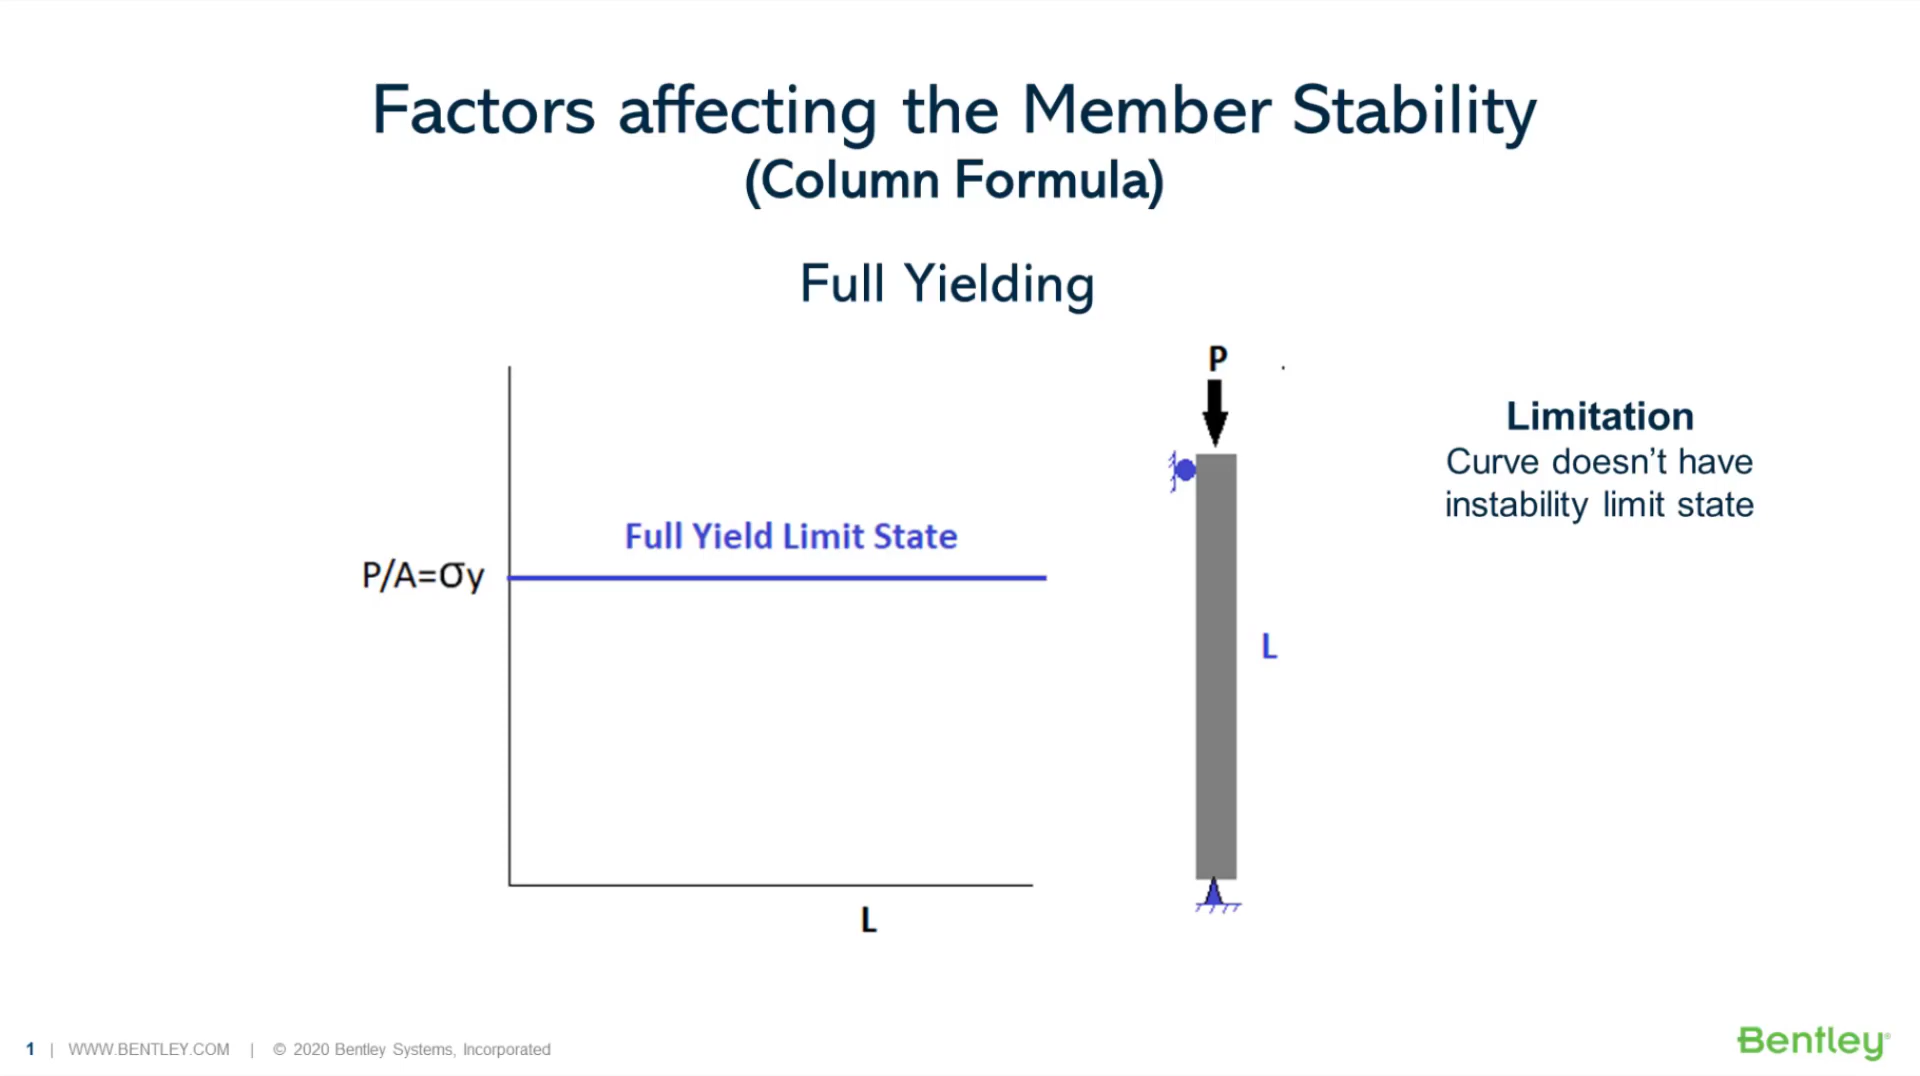 Factors affecting the Member Stability
(Column Formula)
Full Yielding
P
Limitation
Curve doesn’t have
instability limit state
Full Yield Limit State
P/A=σy
L
L
1 | WWW.BENTLEY.COM | © 2020 Bentley Systems, Incorporated
Bentley®